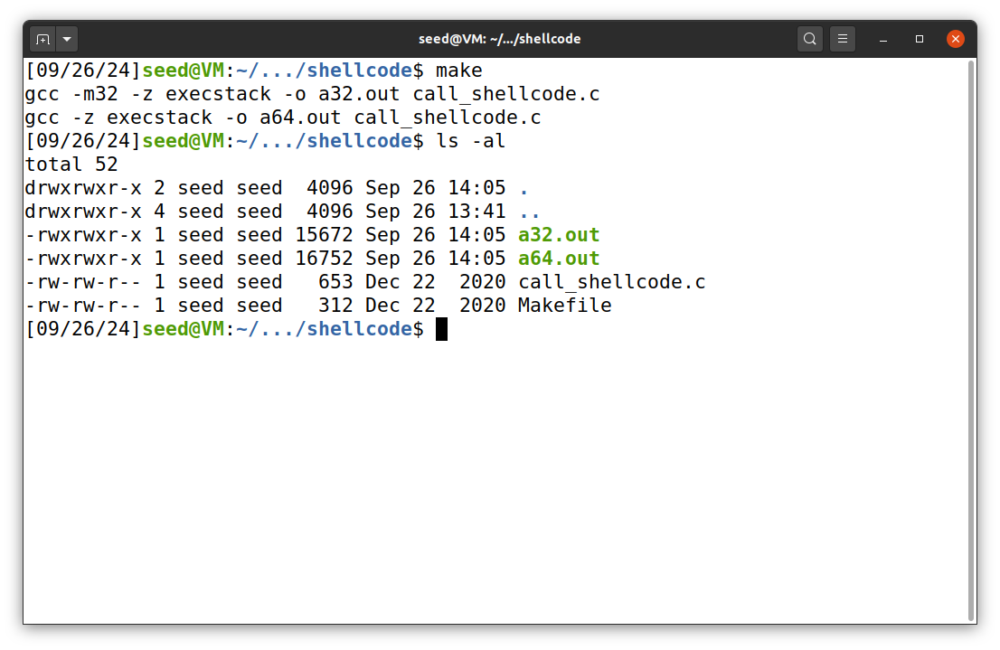 seed@VM: ~/.../shellcode
[09/26/24]seed@VM:~/.../shellcode$ make
gcc -m32 -z execstack -o a32.out call_shellcode.c
gcc -z execstack -o a64.out call_shellcode.c
[09/26/24]seed@VM:~/.../shellcode$ ls -al
total 52
drwxrwxr-x 2 seed seed  4096 Sep 26 14:05 .
drwxrwxr-x 4 seed seed  4096 Sep 26 13:41 ..
-rwxrwxr-x 1 seed seed 15672 Sep 26 14:05 a32.out
-rwxrwxr-x 1 seed seed 16752 Sep 26 14:05 a64.out
-rw-rw-r-- 1 seed seed   653 Dec 22  2020 call_shellcode.c
-rw-rw-r-- 1 seed seed   312 Dec 22  2020 Makefile
[09/26/24]seed@VM:~/.../shellcode$